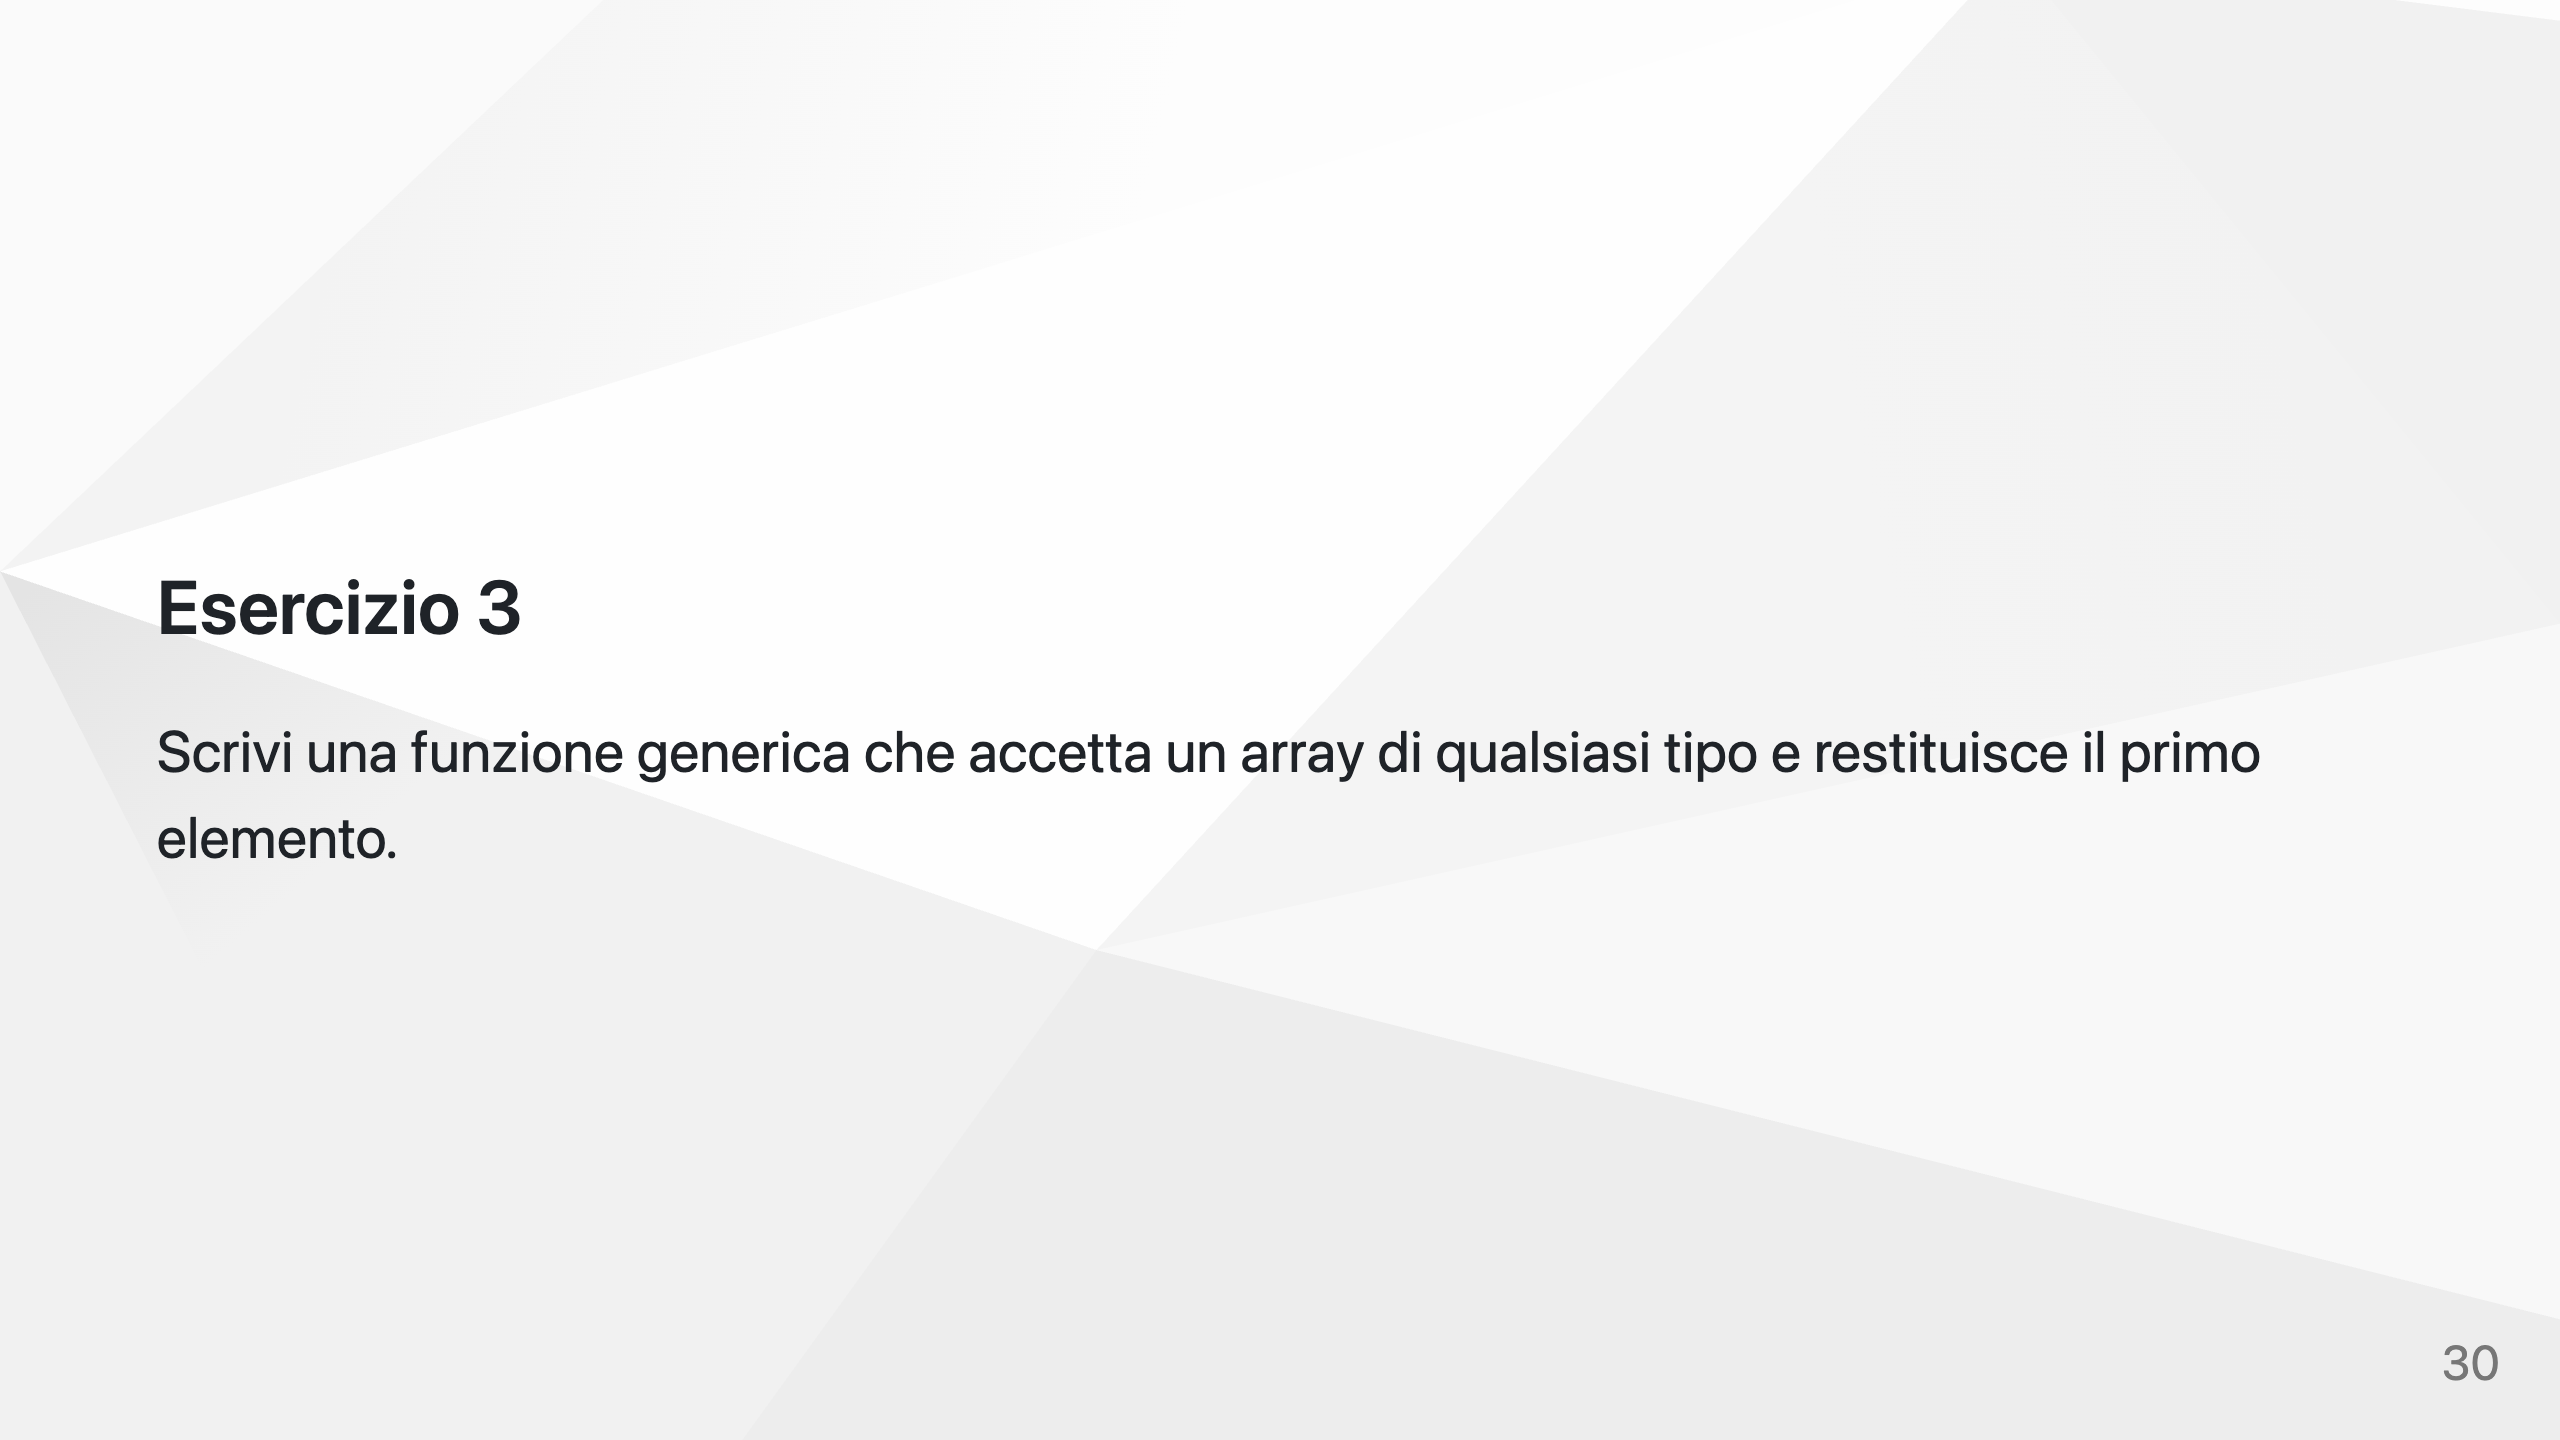 Esercizio 3
Scrivi una funzione generica che accetta un array di qualsiasi tipo e restituisce il primo
elemento.
30